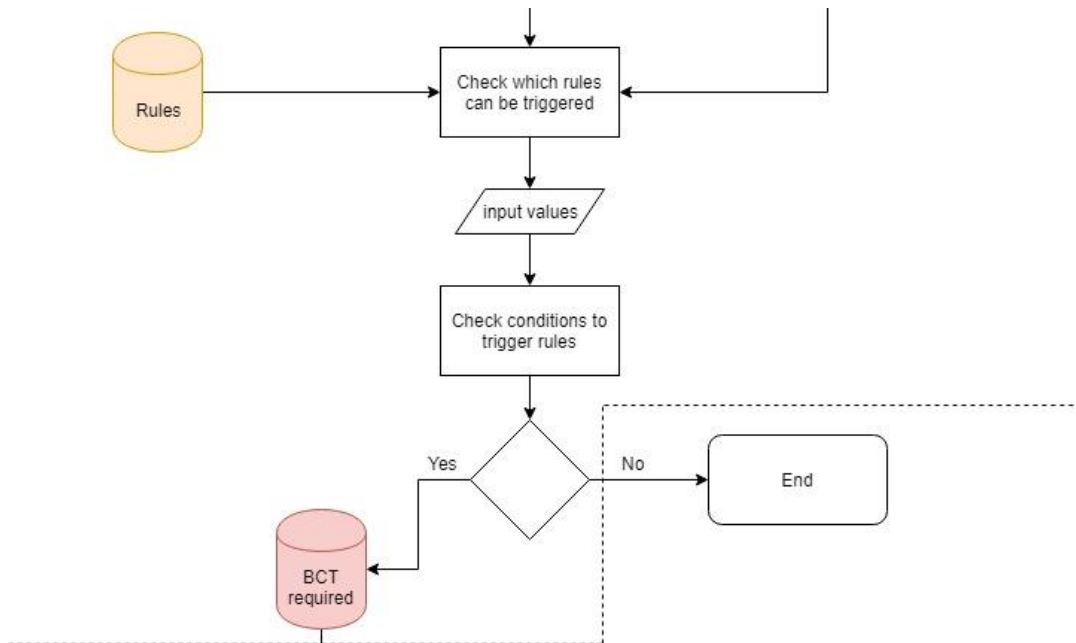 Check which rules
can be triggered
Rules
input values
Check conditions to
trigger rules
Yes
No
End
BCT
required